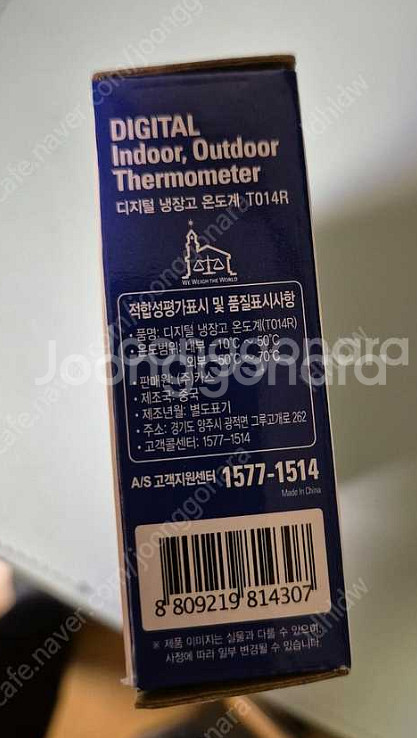 DIGITAL
Indoor, Outdoor
Thermometer
디지털 냉장고 온도계 T014R
WE WEIGH THE WORLD
적합성평가표시 및 품질표시사항
• 품명: 디지털 냉장고 온도계(T014R)
• 온도범위: 내부 -10℃ ~ 50℃
외부 -50℃ ~ 70℃
Joonggonara
• 판매원: (주)카스
• 제조국: 중국
• 제조년월: 별도표기
• 주소: 경기도 양주시 광적면 그루고개로 262
• 고객콜센터: 1577-1514
A/S 고객지원센터 1577-1514
Made in China
8 809219 814307
※ 제품 이미지는 실물과 다를 수 있으며,
사정에 따라 일부 변경될 수 있습니다.